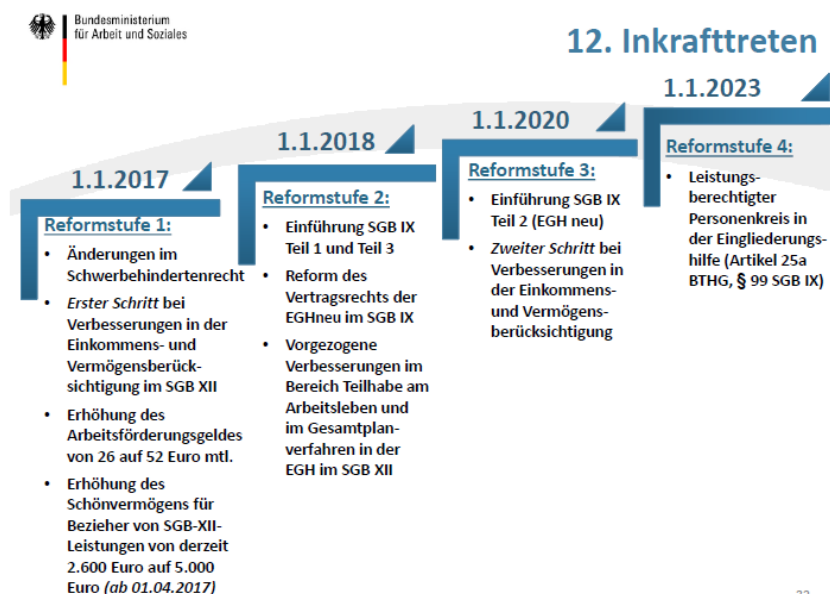 Bundesministerium
für Arbeit und Soziales
12. Inkrafttreten
1.1.2017
Reformstufe 1:
• Änderungen im
Schwerbehindertenrecht
• Erster Schritt bei
Verbesserungen in der
Einkommens- und
Vermögensberück-
sichtigung im SGB XII
• Erhöhung des
Arbeitsförderungsgeldes
von 26 auf 52 Euro mtl.
• Erhöhung des
Schönvermögens für
Bezieher von SGB-XII-
Leistungen von derzeit
2.600 Euro auf 5.000
Euro (ab 01.04.2017)
1.1.2018
Reformstufe 2:
• Einführung SGB IX
Teil 1 und Teil 3
• Reform des
Vertragsrechts der
EGHneu im SGB IX
• Vorgezogene
Verbesserungen im
Bereich Teilhabe am
Arbeitsleben und
im Gesamtplan-
verfahren in der
EGH im SGB XII
1.1.2020
Reformstufe 3:
• Einführung SGB IX
Teil 2 (EGH neu)
• Zweiter Schritt bei
Verbesserungen in
der Einkommens-
und Vermögens-
berücksichtigung
1.1.2023
Reformstufe 4:
• Leistungs-
berechtigter
Personenkreis in
der Eingliederungs-
hilfe (Artikel 25a
BTHG, § 99 SGB IX)